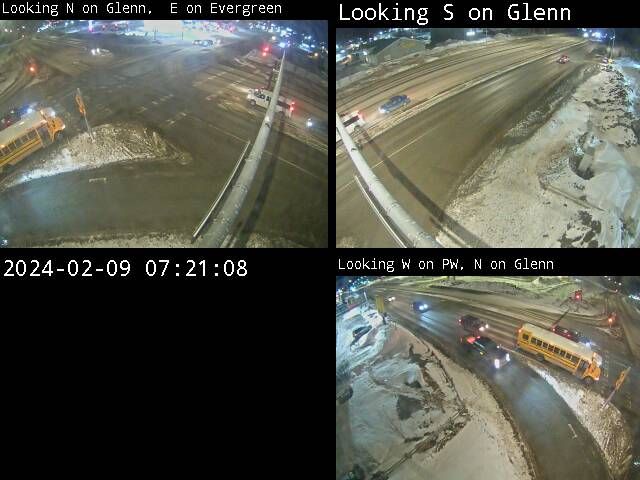 Looking N on Glenn, E on Evergreen
Looking S on Glenn
2024-02-09 07:21:08
Looking W on PW, N on Glenn